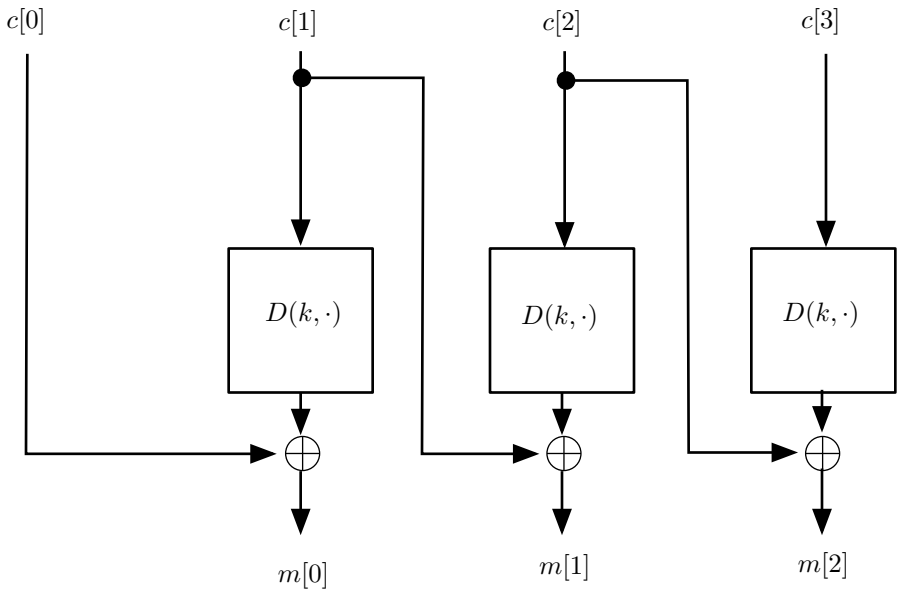 c[0] c[1] c[2] c[3]
D(k, ·) D(k, ·) D(k, ·)
m[0] m[1] m[2]